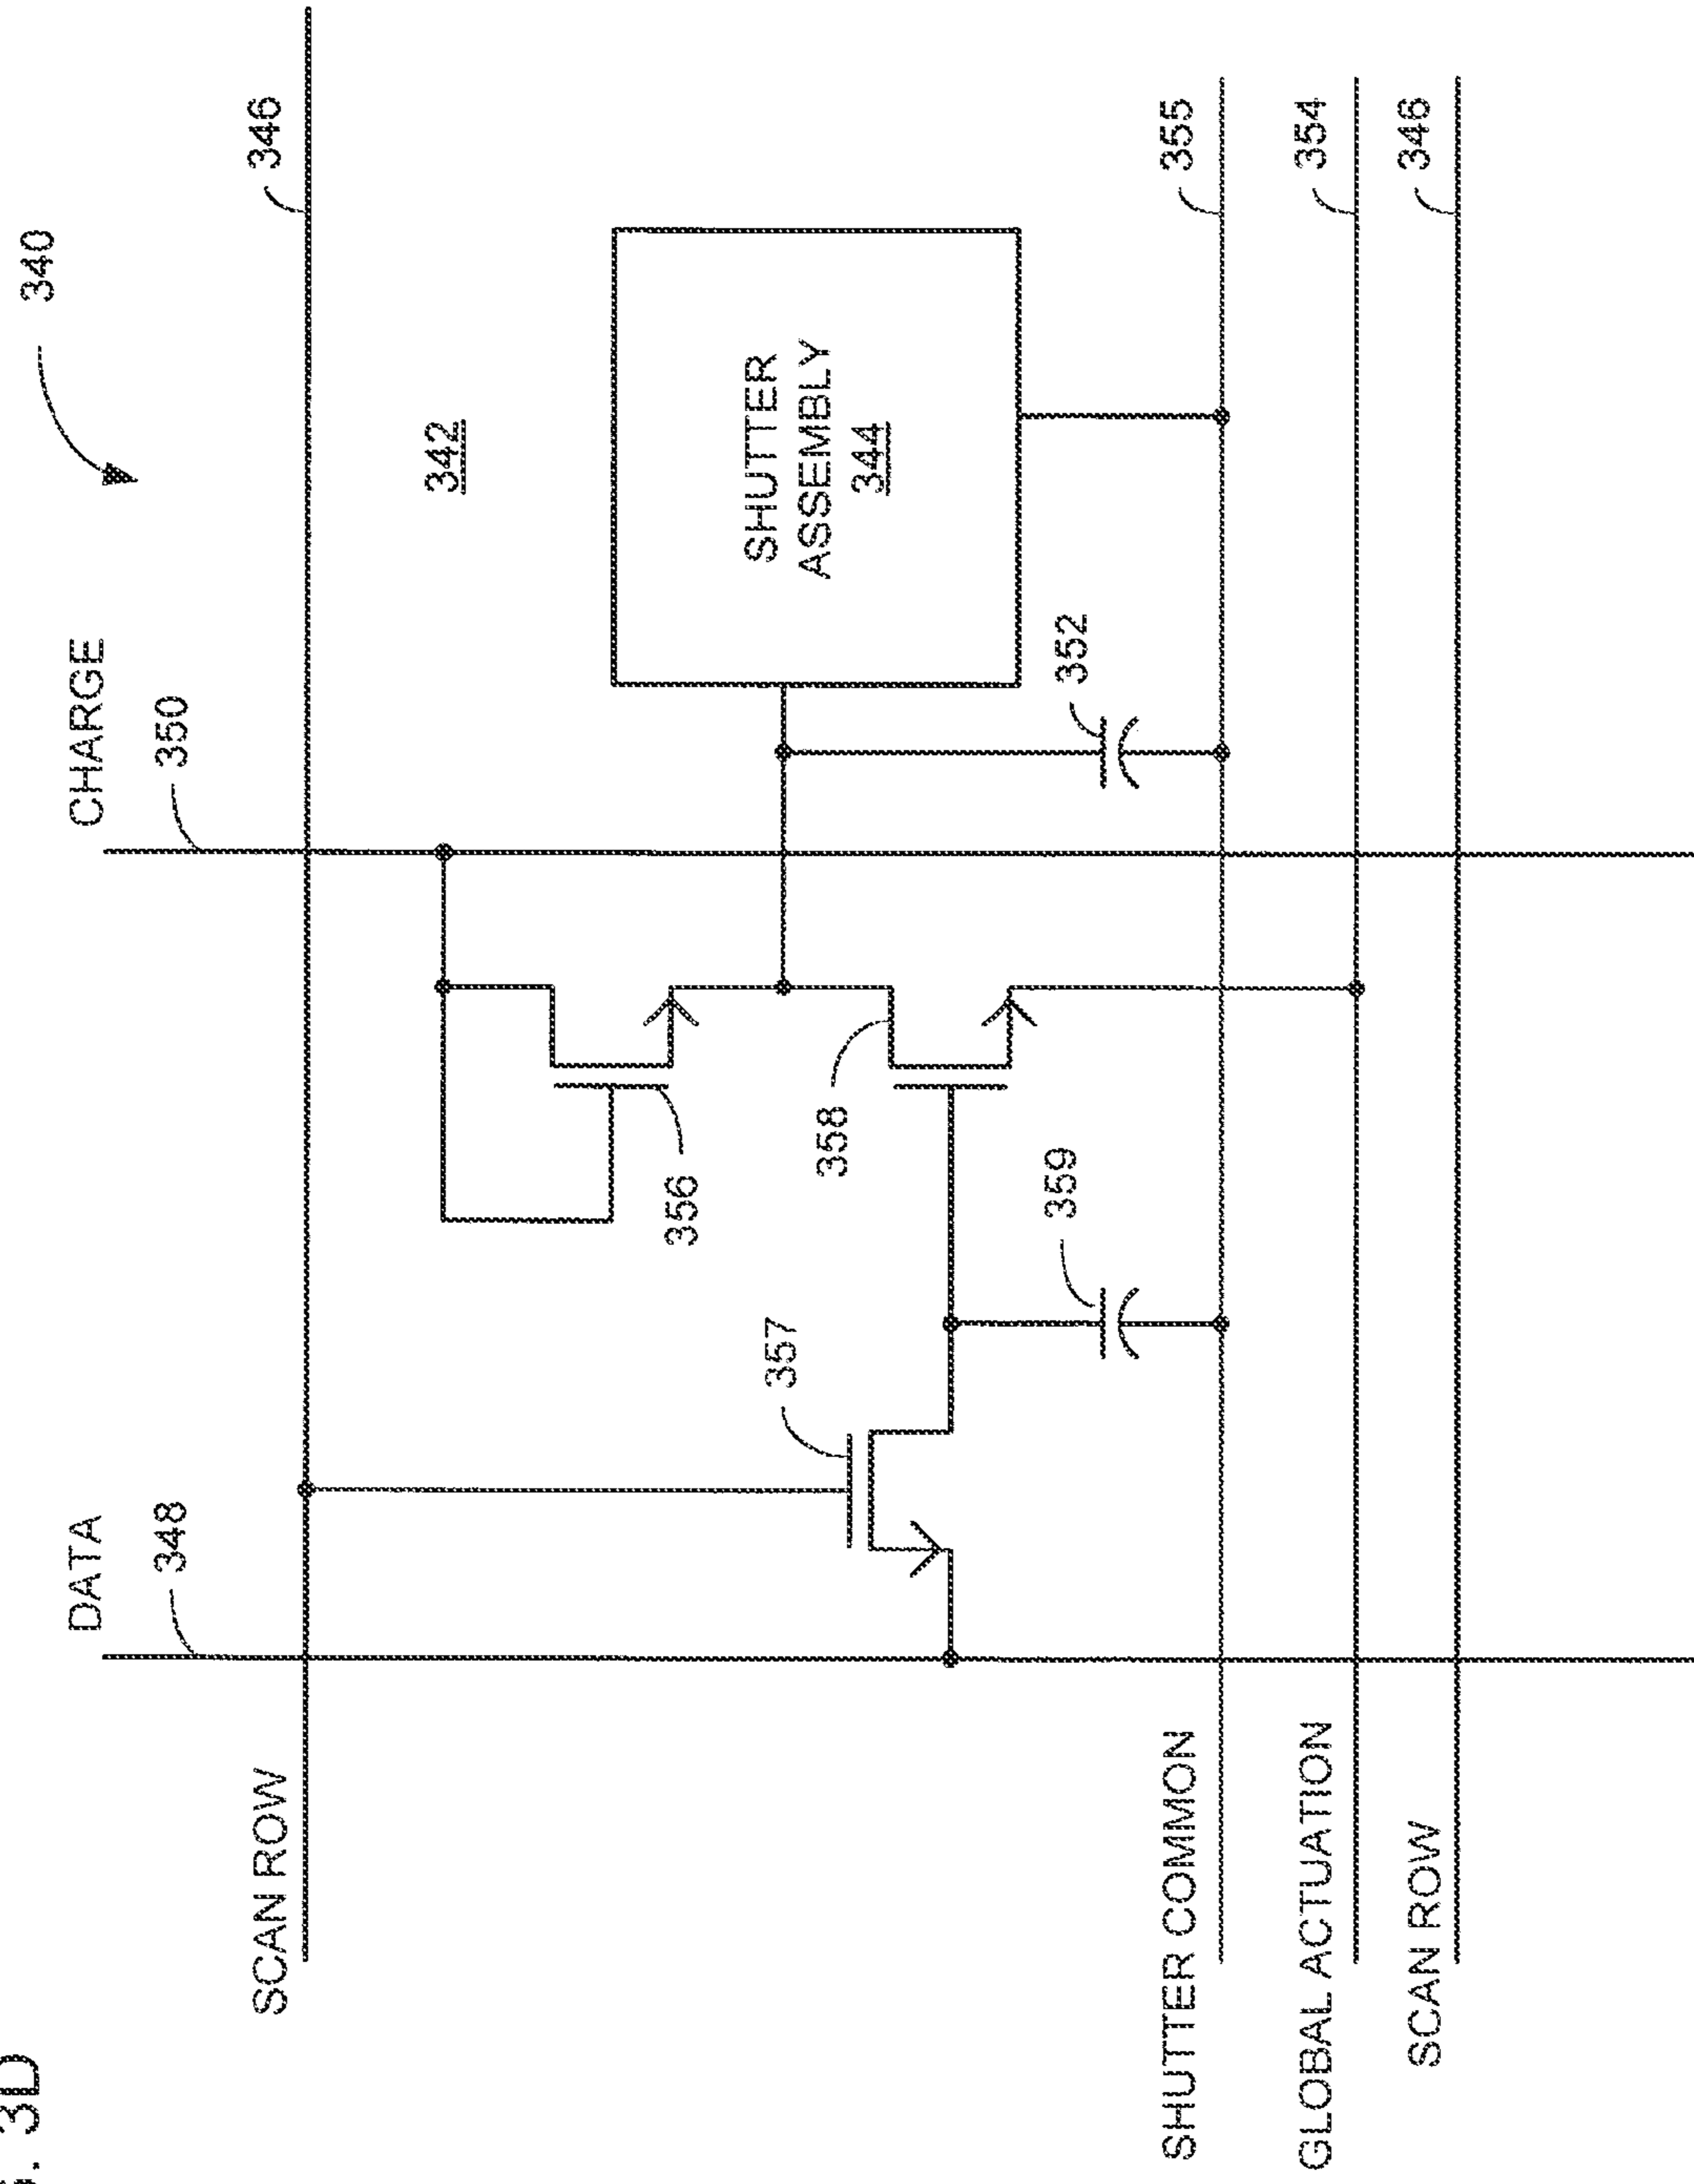 3D
340
DATA
CHARGE
348
350
SCAN ROW
346
342
356
357
358
SHUTTER
ASSEMBLY
344
359
352
SHUTTER COMMON
355
GLOBAL ACTUATION
354
SCAN ROW
346